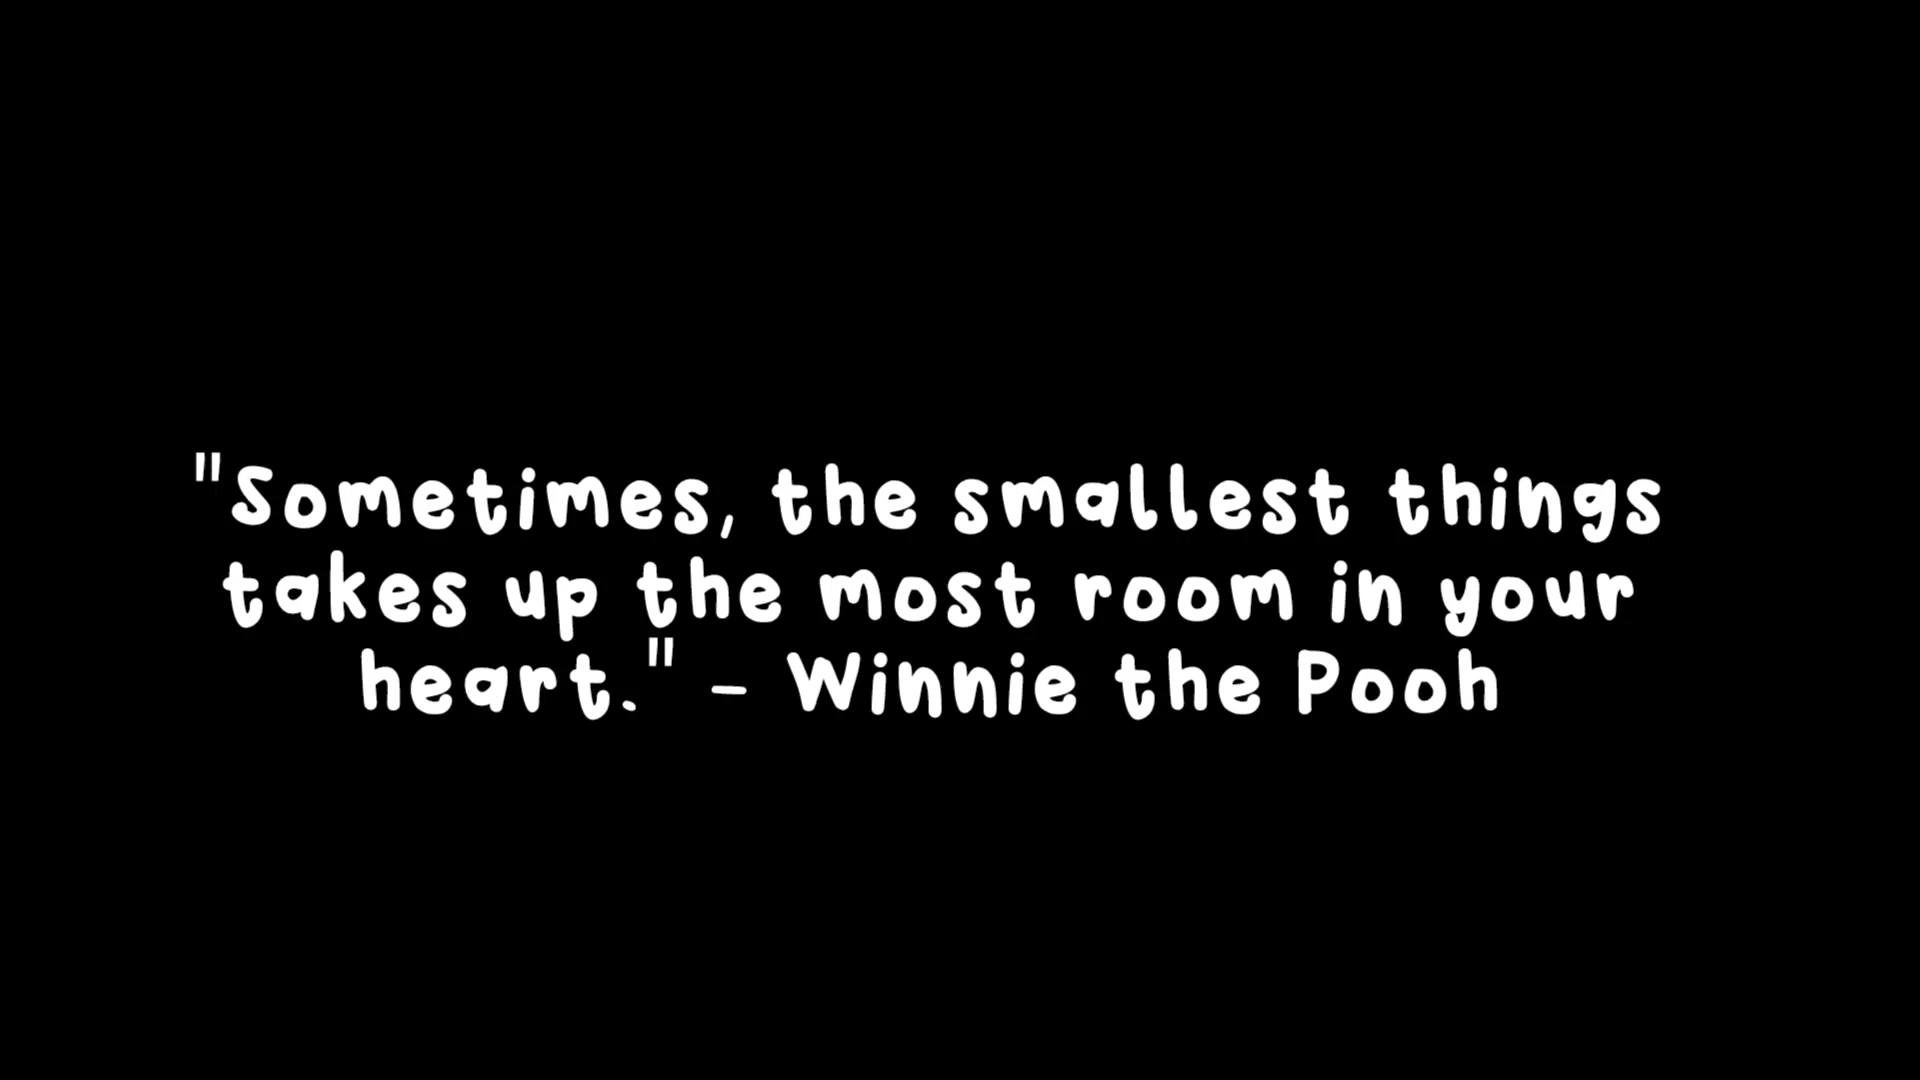 "Sometimes, the smallest things
takes up the most room in your
heart." - Winnie the Pooh